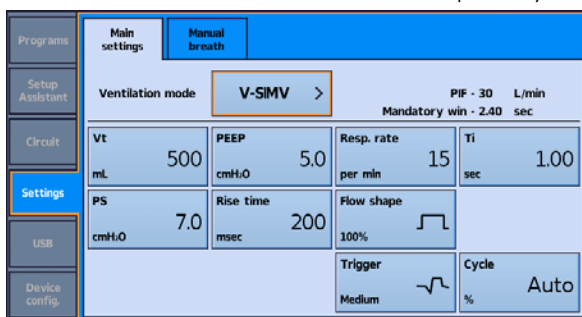 Programs
Setup
Assistant
Circuit
Settings
USB
Device
config.
Main
settings
Manual
breath
Ventilation mode
V-SIMV >
PIF - 30 L/min
Mandatory win - 2.40 sec
Vt
500
mL
PEEP
5.0
cmH₂O
Resp. rate
15
per min
Ti
1.00
sec
PS
7.0
cmH₂O
Rise time
200
msec
Flow shape
100%
Trigger
Medium
Cycle
Auto
%